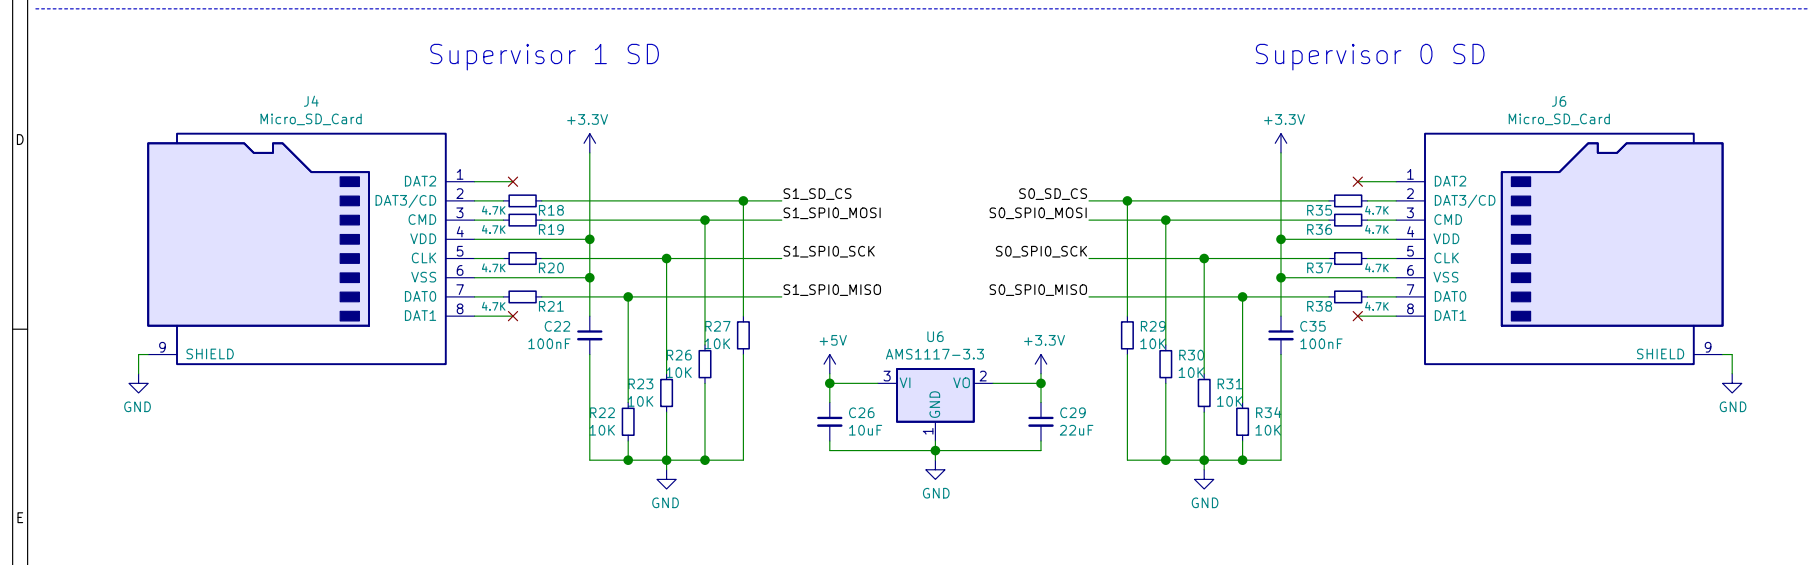 Supervisor 1 SD
Supervisor 0 SD
J4
Micro_SD_Card
J6
Micro_SD_Card
+3.3V
+3.3V
D
DAT2 1
DAT3/CD 2
CMD 3
VDD 4
CLK 5
VSS 6
DAT0 7
DAT1 8
9 SHIELD
GND
4.7K R18
4.7K R19
4.7K R20
4.7K R21
S1_SD_CS
S1_SPI0_MOSI
S1_SPI0_SCK
S1_SPI0_MISO
C22
100nF
R27
10K
R26
10K
R23
10K
R22
10K
GND
+5V
U6
AMS1117-3.3
+3.3V
3 VI
VO 2
GND
1
C26
10uF
C29
22uF
GND
S0_SD_CS
S0_SPI0_MOSI
S0_SPI0_SCK
S0_SPI0_MISO
R35 4.7K
R36 4.7K
R37 4.7K
R38 4.7K
R29
10K
R30
10K
R31
10K
R34
10K
C35
100nF
GND
1 DAT2
2 DAT3/CD
3 CMD
4 VDD
5 CLK
6 VSS
7 DAT0
8 DAT1
SHIELD 9
GND
E